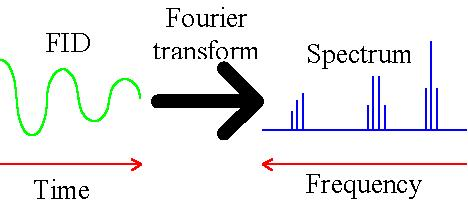 FID
Fourier
transform
Spectrum
Time
Frequency